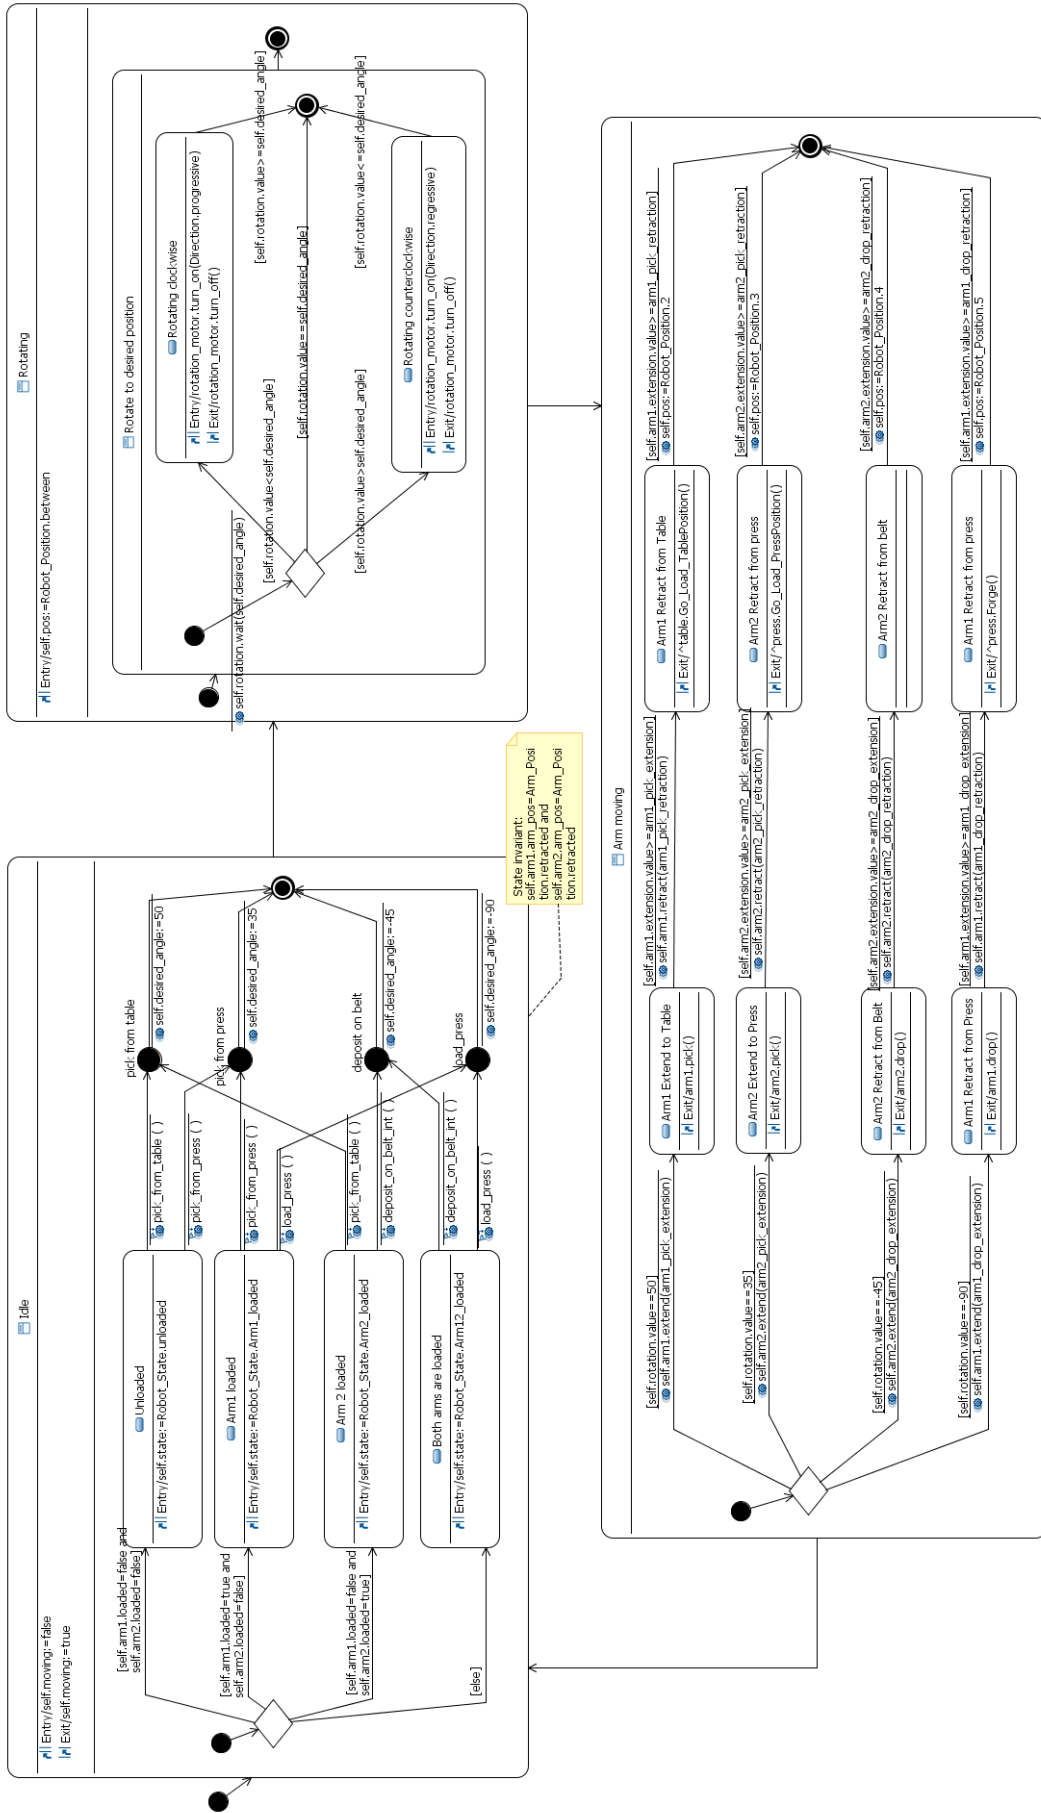 Idle
Entry/self.moving:=false
Exit/self.moving:=true
[self.arm1.loaded=false and
self.arm2.loaded=false]
[self.arm1.loaded=true and
self.arm2.loaded=false]
[self.arm1.loaded=false and
self.arm2.loaded=true]
[else]
Unloaded
Entry/self.state:=Robot_State.unloaded
Arm1 loaded
Entry/self.state:=Robot_State.Arm1_loaded
Arm 2 loaded
Entry/self.state:=Robot_State.Arm2_loaded
Both arms are loaded
Entry/self.state:=Robot_State.Arm12_loaded
pick_from_table ( )
pick_from_press ( )
pick_from_press ( )
load_press ( )
pick_from_table ( )
deposit_on_belt_int ( )
deposit_on_belt_int ( )
load_press ( )
pick from table
self.desired_angle:=50
pick from press
self.desired_angle:=35
deposit on belt
self.desired_angle:=-45
load_press
self.desired_angle:=-90
State invariant:
self.arm1.arm_pos=Arm_Posi
tion.retracted and
self.arm2.arm_pos=Arm_Posi
tion.retracted
Rotating
Entry/self.pos:=Robot_Position.between
Rotate to desired position
self.rotation.wait(self.desired_angle)
[self.rotation.value<self.desired_angle]
[self.rotation.value==self.desired_angle]
[self.rotation.value>self.desired_angle]
Rotating clockwise
Entry/rotation_motor.turn_on(Direction.progressive)
Exit/rotation_motor.turn_off()
Rotating counterclockwise
Entry/rotation_motor.turn_on(Direction.regressive)
Exit/rotation_motor.turn_off()
[self.rotation.value>=self.desired_angle]
[self.rotation.value<=self.desired_angle]
Arm moving
[self.rotation.value==50]
self.arm1.extend(arm1_pick_extension)
[self.rotation.value==35]
self.arm2.extend(arm2_pick_extension)
[self.rotation.value==-45]
self.arm2.extend(arm2_drop_extension)
[self.rotation.value==-90]
self.arm1.extend(arm1_drop_extension)
Arm1 Extend to Table
Exit/arm1.pick()
Arm2 Extend to Press
Exit/arm2.pick()
Arm2 Retract from Belt
Exit/arm2.drop()
Arm1 Retract from Press
Exit/arm1.drop()
[self.arm1.extension.value>=arm1_pick_extension]
self.arm1.retract(arm1_pick_retraction)
[self.arm2.extension.value>=arm2_pick_extension]
self.arm2.retract(arm2_pick_retraction)
[self.arm2.extension.value>=arm2_drop_extension]
self.arm2.retract(arm2_drop_retraction)
[self.arm1.extension.value>=arm1_drop_extension]
self.arm1.retract(arm1_drop_retraction)
Arm1 Retract from Table
Exit/^table.Go_Load_TablePosition()
Arm2 Retract from press
Exit/^press.Go_Load_PressPosition()
Arm2 Retract from belt
Arm1 Retract from press
Exit/^press.Forge()
[self.arm1.extension.value>=arm1_pick_retraction]
self.pos:=Robot_Position.2
[self.arm2.extension.value>=arm2_pick_retraction]
self.pos:=Robot_Position.3
[self.arm2.extension.value>=arm2_drop_retraction]
self.pos:=Robot_Position.4
[self.arm1.extension.value>=arm1_drop_retraction]
self.pos:=Robot_Position.5